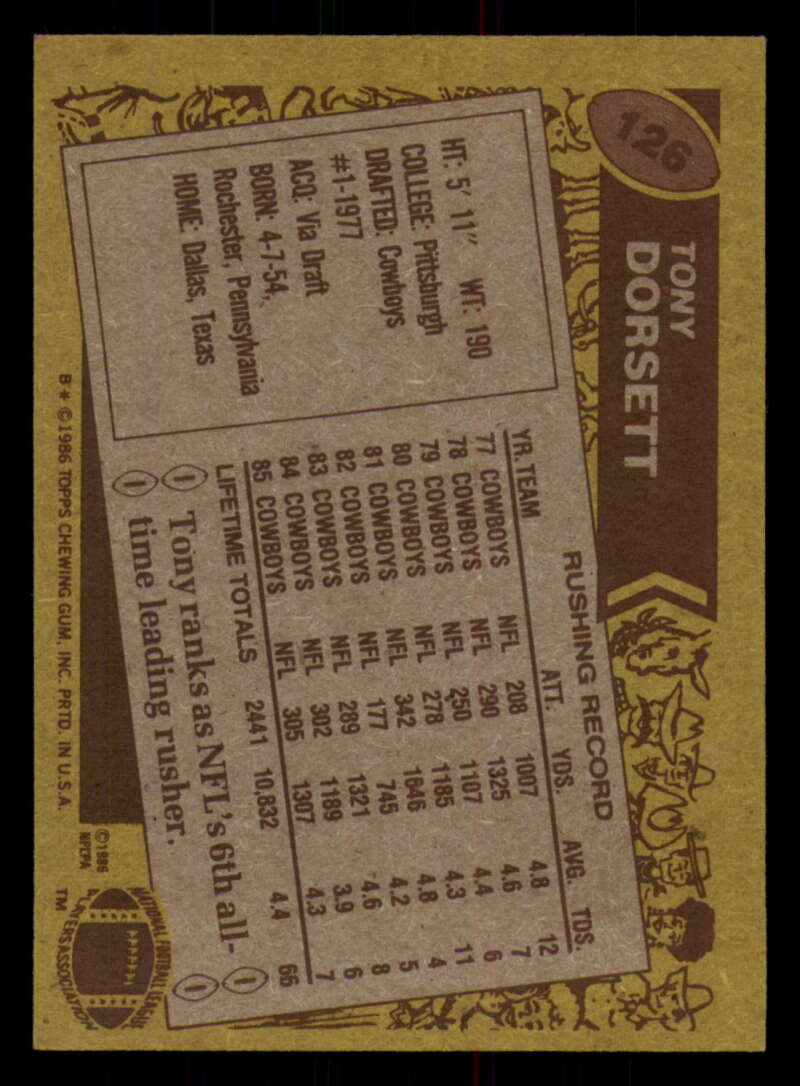 126
TONY
DORSETT
HT: 5' 11" WT: 190
COLLEGE: Pittsburgh
DRAFTED: Cowboys
#1-1977
ACQ: Via Draft
BORN: 4-7-54,
Rochester, Pennsylvania
HOME: Dallas, Texas
RUSHING RECORD
YR. TEAM ATT. YDS. AVG. TDS.
77 COWBOYS NFL 208 1007 4.8 12
78 COWBOYS NFL 290 1325 4.6 7
79 COWBOYS NFL 250 1107 4.4 6
80 COWBOYS NFL 278 1185 4.3 11
81 COWBOYS NFL 342 1646 4.8 4
82 COWBOYS NFL 177 745 4.2 5
83 COWBOYS NFL 289 1321 4.6 8
84 COWBOYS NFL 302 1189 3.9 6
85 COWBOYS NFL 305 1307 4.3 7
LIFETIME TOTALS 2441 10,832 4.4 66
Tony ranks as NFL's 6th all-
time leading rusher.
B* ©1986 TOPPS CHEWING GUM, INC. PRTD. IN U.S.A.
©1986
NFLPA
NATIONAL FOOTBALL LEAGUE
PLAYERS ASSOCIATION
TM